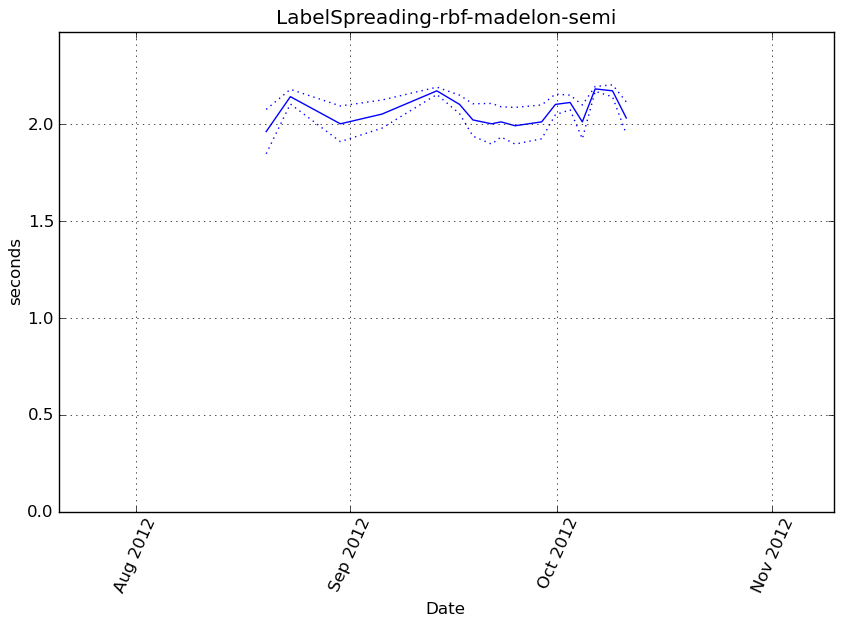 LabelSpreading-rbf-madelon-semi
2.0
1.5
1.0
0.5
0.0
seconds
Aug 2012
Sep 2012
Oct 2012
Nov 2012
Date